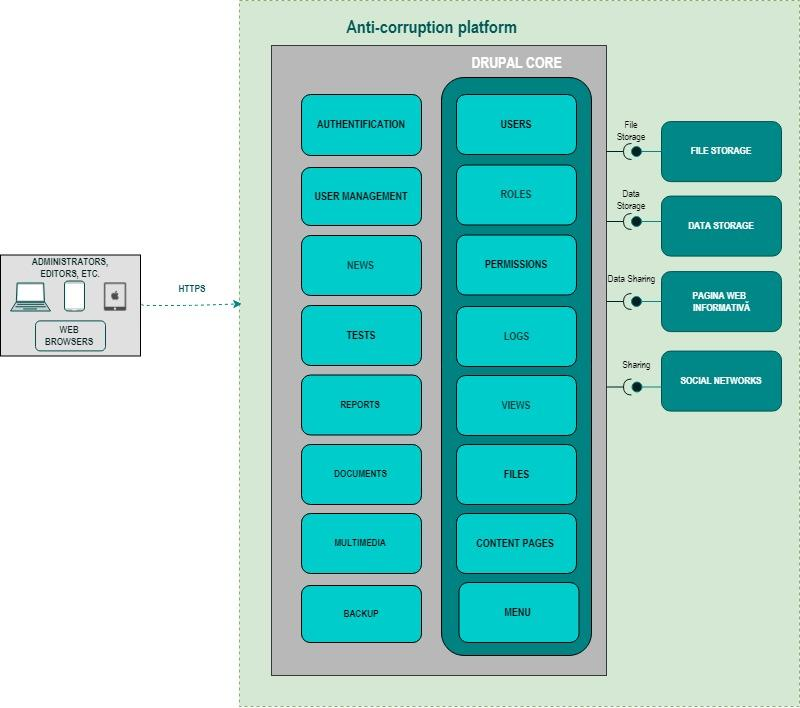 Anti-corruption platform
DRUPAL CORE
ADMINISTRATORS,
EDITORS, ETC.
WEB
BROWSERS
HTTPS
AUTHENTIFICATION
USER MANAGEMENT
NEWS
TESTS
REPORTS
DOCUMENTS
MULTIMEDIA
BACKUP
USERS
ROLES
PERMISSIONS
LOGS
VIEWS
FILES
CONTENT PAGES
MENU
File
Storage
FILE STORAGE
Data
Storage
DATA STORAGE
Data Sharing
PAGINA WEB
INFORMATIVĂ
Sharing
SOCIAL NETWORKS